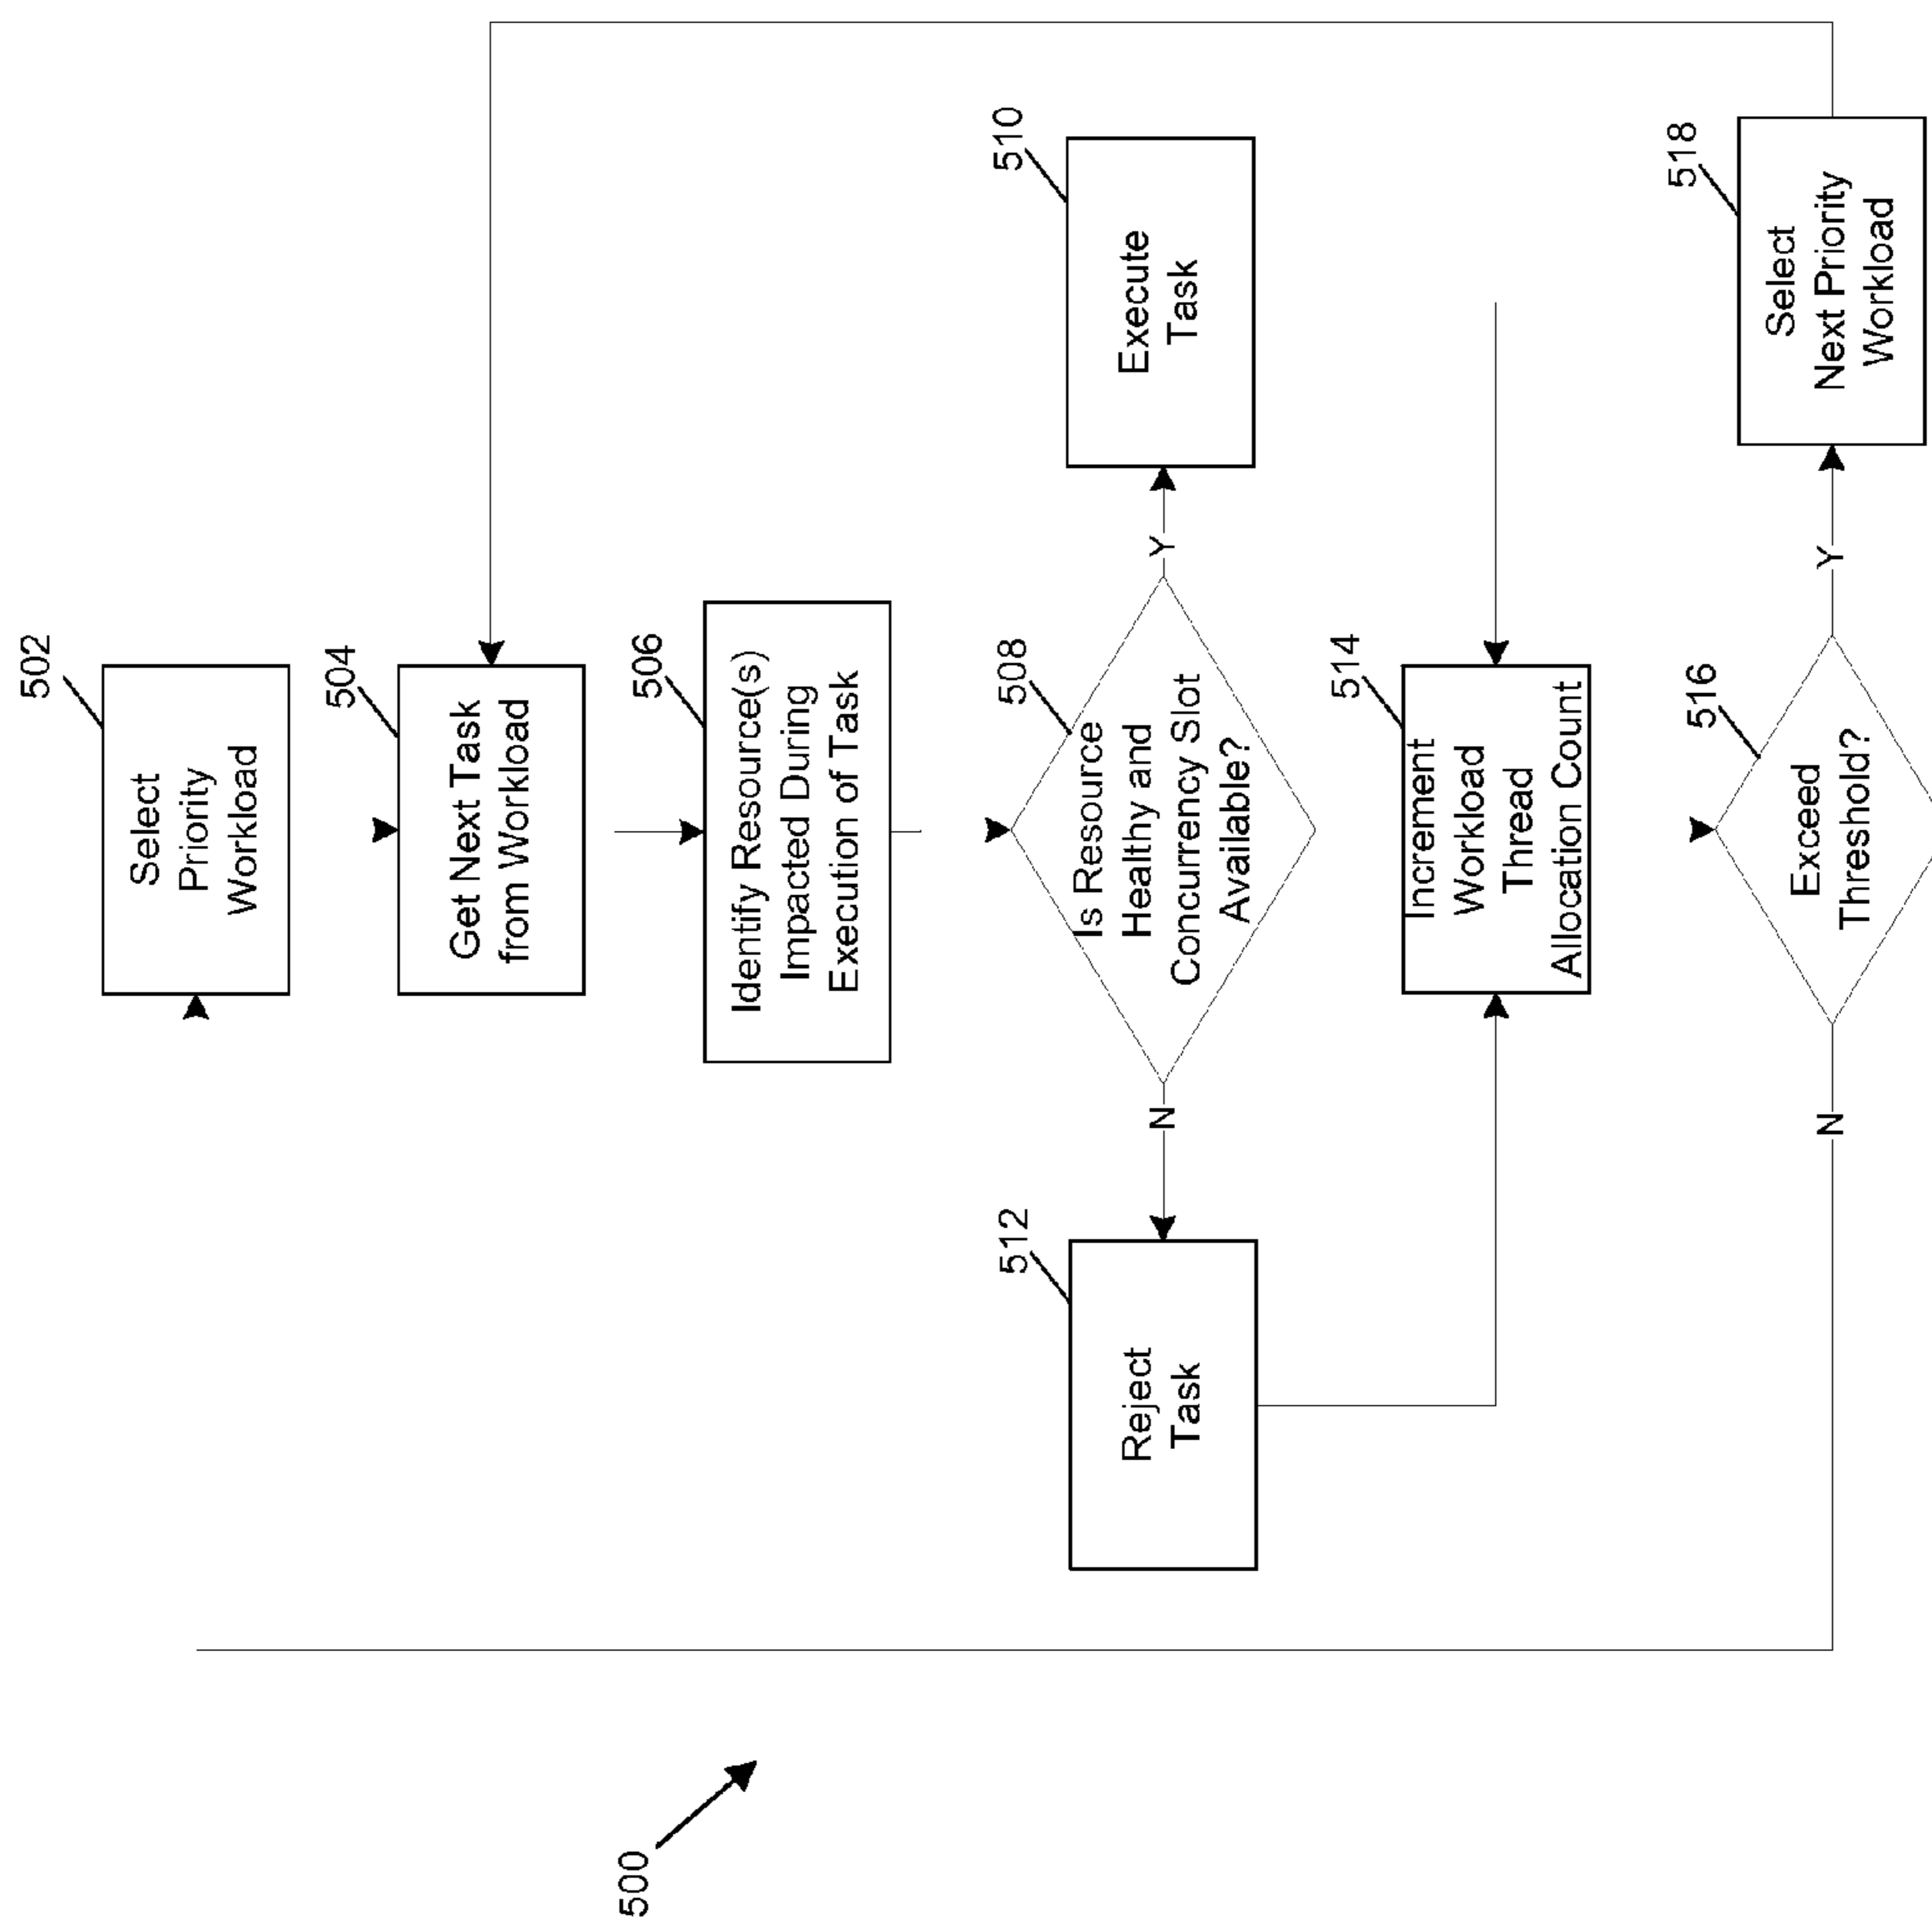 500
502
Select
Priority
Workload
504
Get Next Task
from Workload
506
Identify Resource(s)
Impacted During
Execution of Task
508
Is Resource
Healthy and
Concurrency Slot
Available?
N
Y
512
Reject
Task
510
Execute
Task
514
Increment
Workload
Thread
Allocation Count
516
Exceed
Threshold?
N
Y
518
Select
Next Priority
Workload